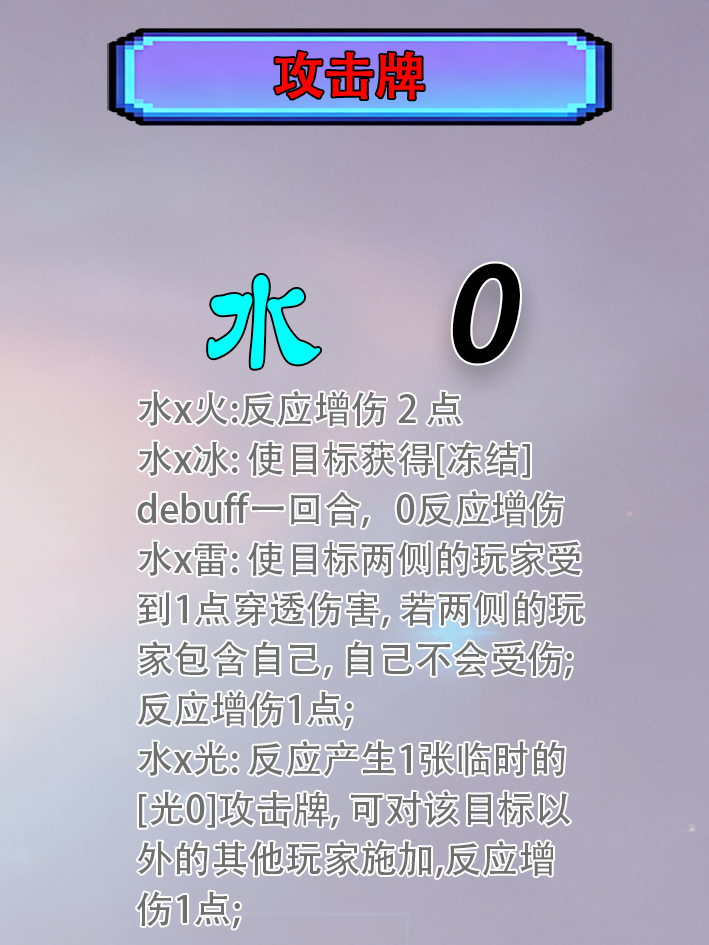 攻击牌
水 0
水x火:反应增伤 2 点
水x冰: 使目标获得[冻结]
debuff一回合, 0反应增伤
水x雷: 使目标两侧的玩家受
到1点穿透伤害, 若两侧的玩
家包含自己, 自己不会受伤;
反应增伤1点;
水x光: 反应产生1张临时的
[光0]攻击牌, 可对该目标以
外的其他玩家施加,反应增
伤1点;